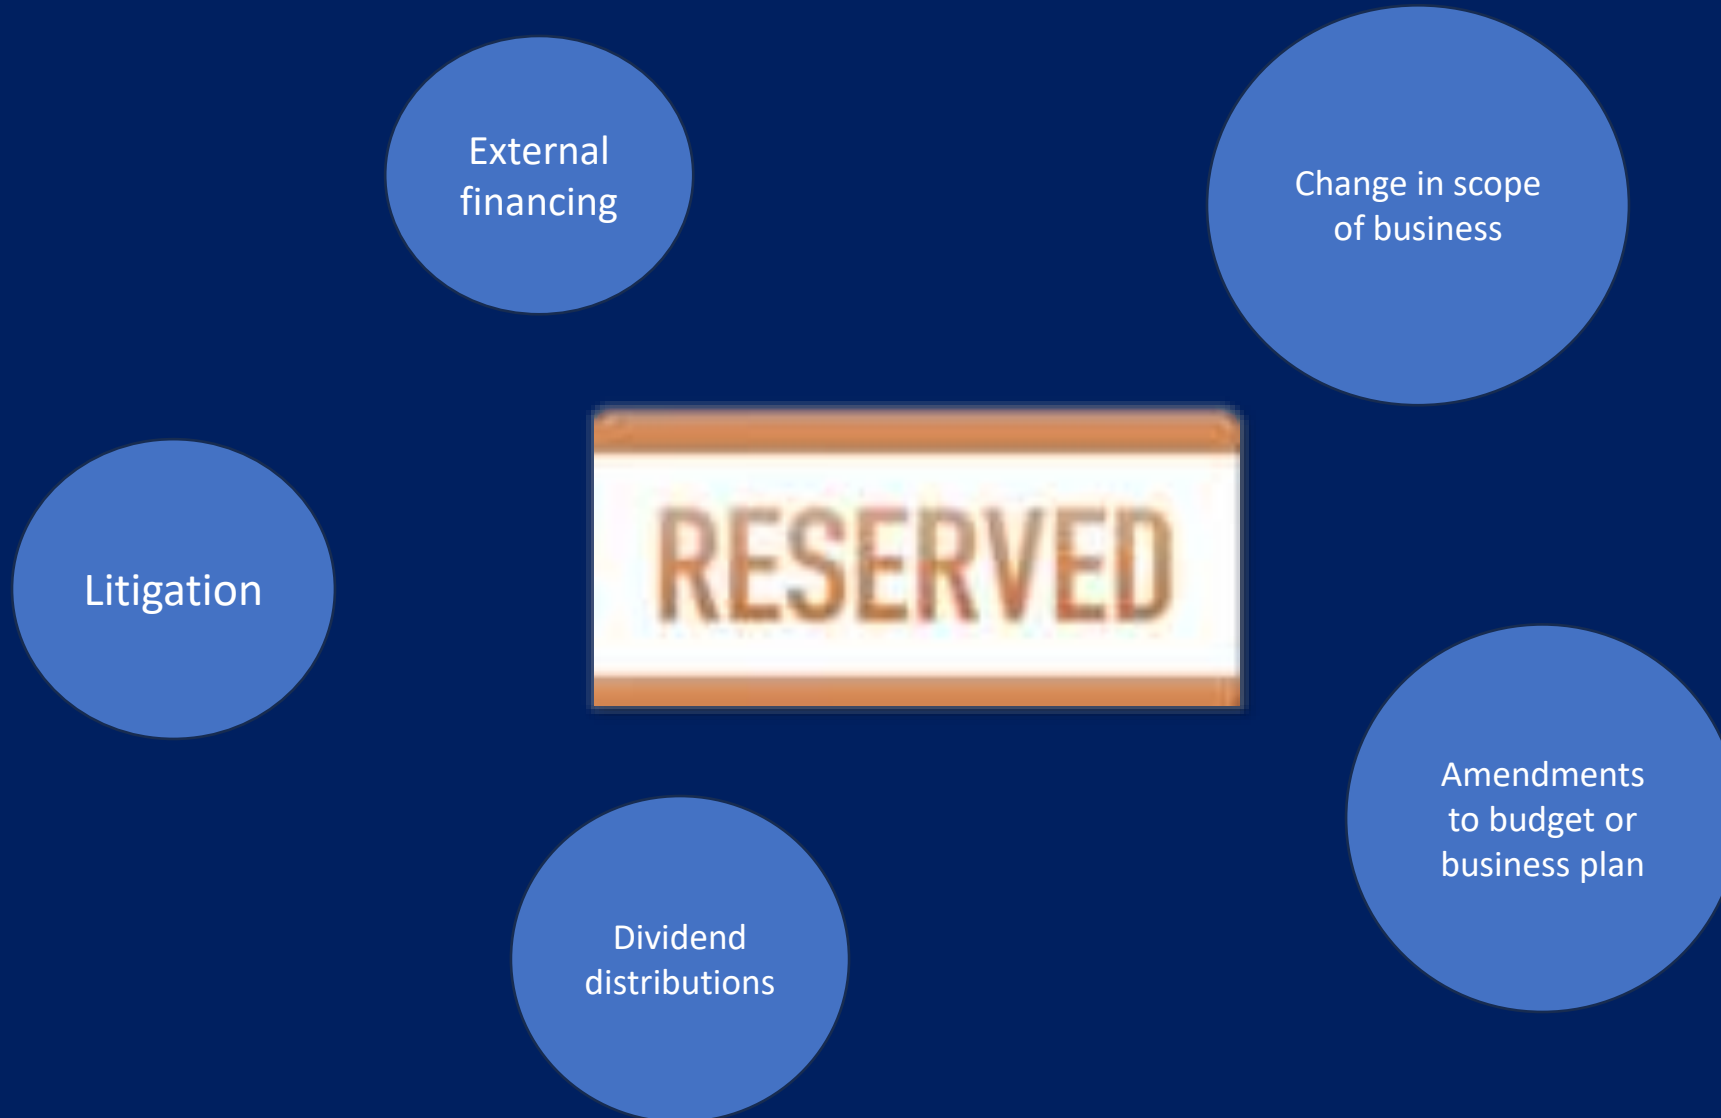 External
financing
Change in scope
of business
RESERVED
Litigation
Amendments
to budget or
business plan
Dividend
distributions